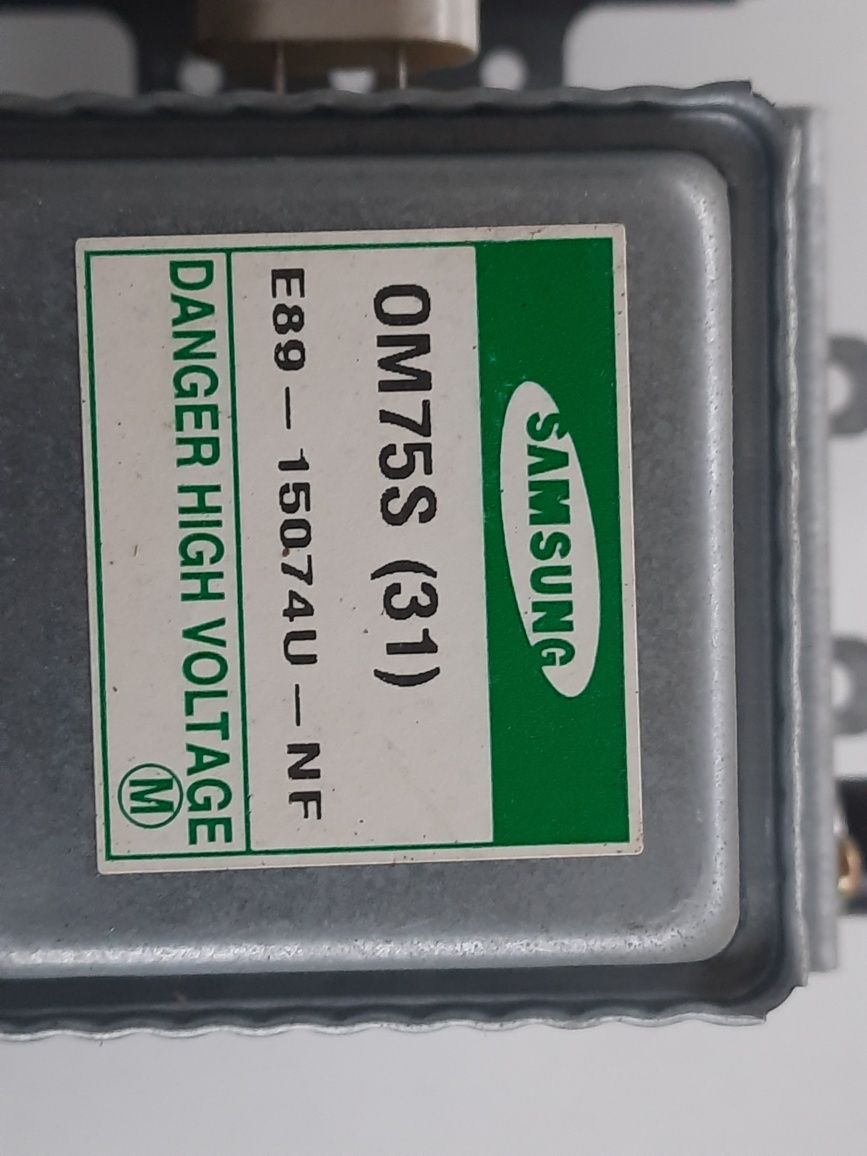 SAMSUNG
OM75S (31)
E89-15074U-NF
DANGER HIGH VOLTAGE
M